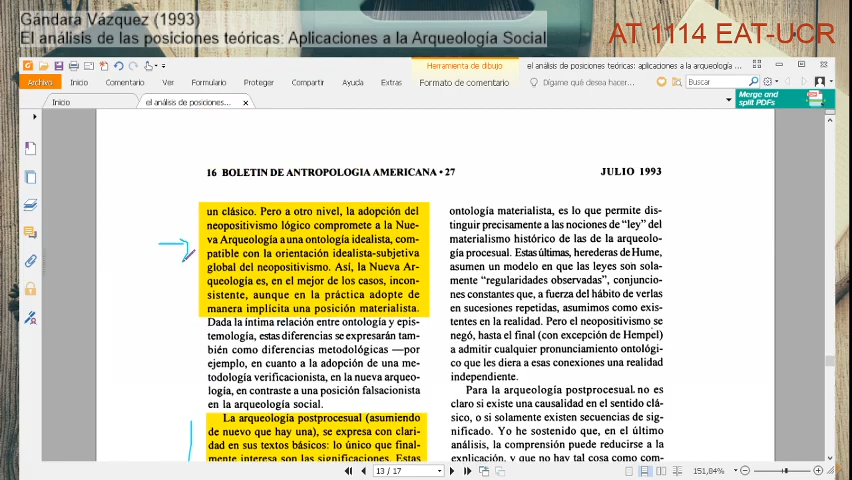 Gándara Vázquez (1993)
El análisis de las posiciones teóricas: Aplicaciones a la Arqueología Social
AT 1114 EAT-UCR
Herramienta de dibujo
el análisis de posiciones teóricas: aplicaciones a la arqueología...
Archivo Inicio Comentario Ver Formulario Proteger Compartir Ayuda Extras Formato de comentario Dígame qué desea hacer... Buscar
Inicio
el análisis de posiciones...
Merge and
split PDFs
16 BOLETIN DE ANTROPOLOGIA AMERICANA • 27
JULIO 1993
un clásico. Pero a otro nivel, la adopción del
neopositivismo lógico compromete a la Nue-
va Arqueología a una ontología idealista, com-
patible con la orientación idealista-subjetiva
global del neopositivismo. Así, la Nueva Ar-
queología es, en el mejor de los casos, incon-
sistente, aunque en la práctica adopte de
manera implícita una posición materialista.
Dada la íntima relación entre ontología y epis-
temología, estas diferencias se expresarán tam-
bién como diferencias metodológicas —por
ejemplo, en cuanto a la adopción de una me-
todología verificacionista, en la nueva arqueo-
logía, en contraste a una posición falsacionista
en la arqueología social.
La arqueología postprocesual (asumiendo
de nuevo que hay una), se expresa con clari-
dad en sus textos básicos: lo único que final-
mente interesa son las significaciones. Estas
ontología materialista, es lo que permite dis-
tinguir precisamente a las nociones de “ley” del
materialismo histórico de las de la arqueolo-
gía procesual. Estas últimas, herederas de Hume,
asumen un modelo en que las leyes son sola-
mente “regularidades observadas”, conjuncio-
nes constantes que, a fuerza del hábito de verlas
en sucesiones repetidas, asumimos como exis-
tentes en la realidad. Pero el neopositivismo se
negó, hasta el final (con excepción de Hempel)
a admitir cualquier pronunciamiento ontológi-
co que les diera a esas conexiones una realidad
independiente.
Para la arqueología postprocesual no es
claro si existe una causalidad en el sentido clá-
sico, o si solamente existen secuencias de sig-
nificado. Yo he sostenido que, en el último
análisis, la comprensión puede reducirse a la
explicación, y que no hay tal cosa como com-
13 / 17
151,84%